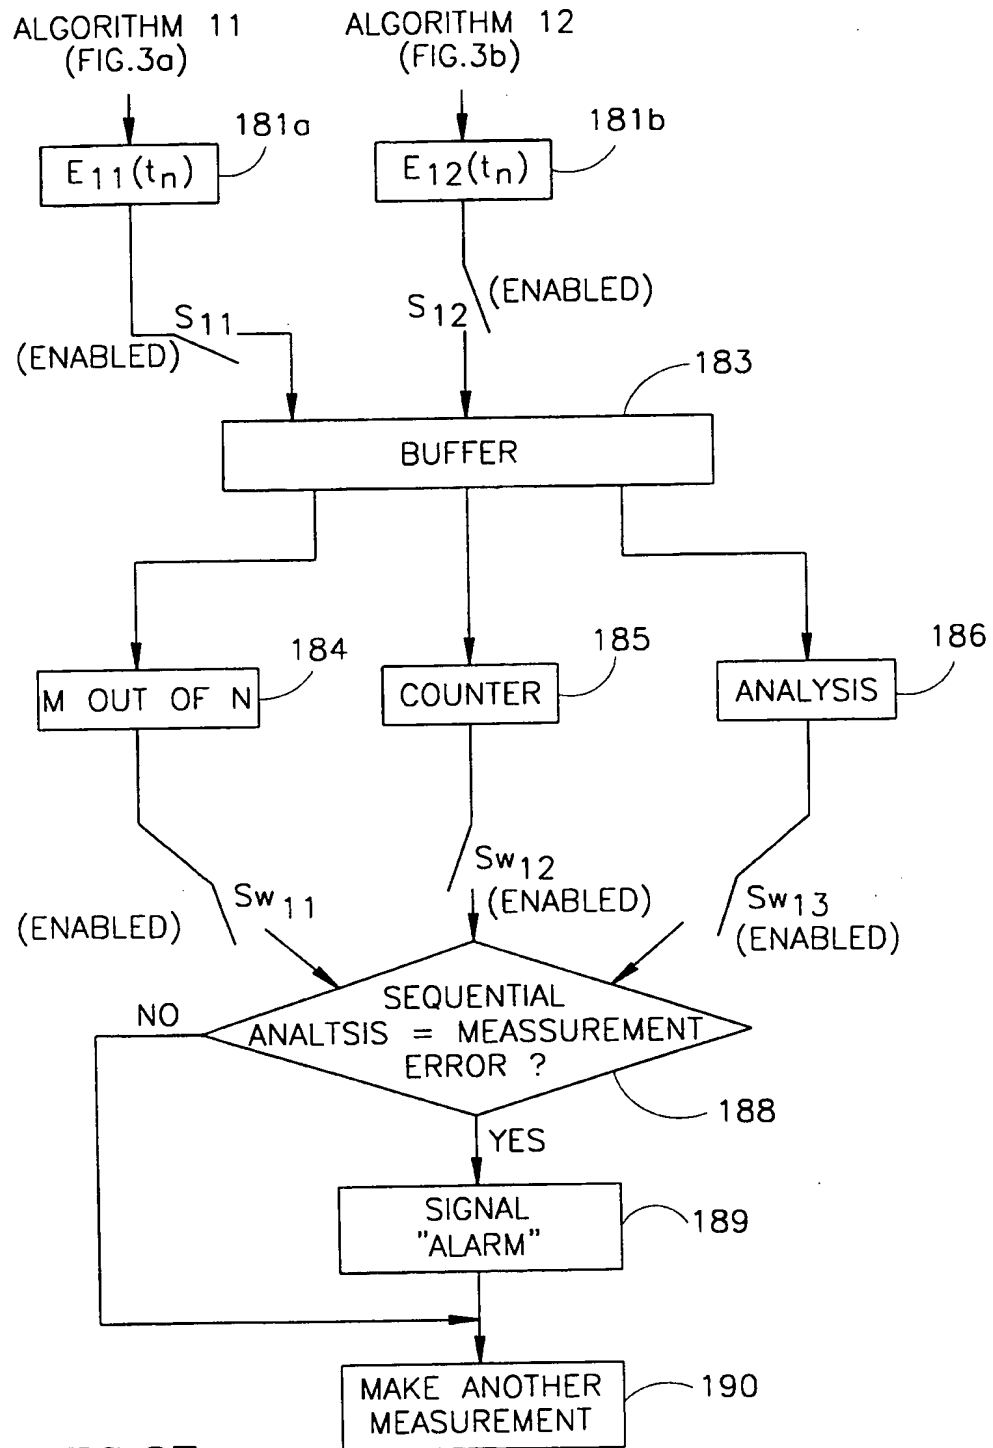 ALGORITHM 11
(FIG.3a)
ALGORITHM 12
(FIG.3b)
181a
E11(tn)
181b
E12(tn)
S11
(ENABLED)
S12
(ENABLED)
183
BUFFER
184
M OUT OF N
185
COUNTER
186
ANALYSIS
Sw11
(ENABLED)
Sw12
(ENABLED)
Sw13
(ENABLED)
SEQUENTIAL
ANALTSIS = MEASSUREMENT
ERROR ?
188
NO
YES
SIGNAL
"ALARM"
189
MAKE ANOTHER
MEASUREMENT
190